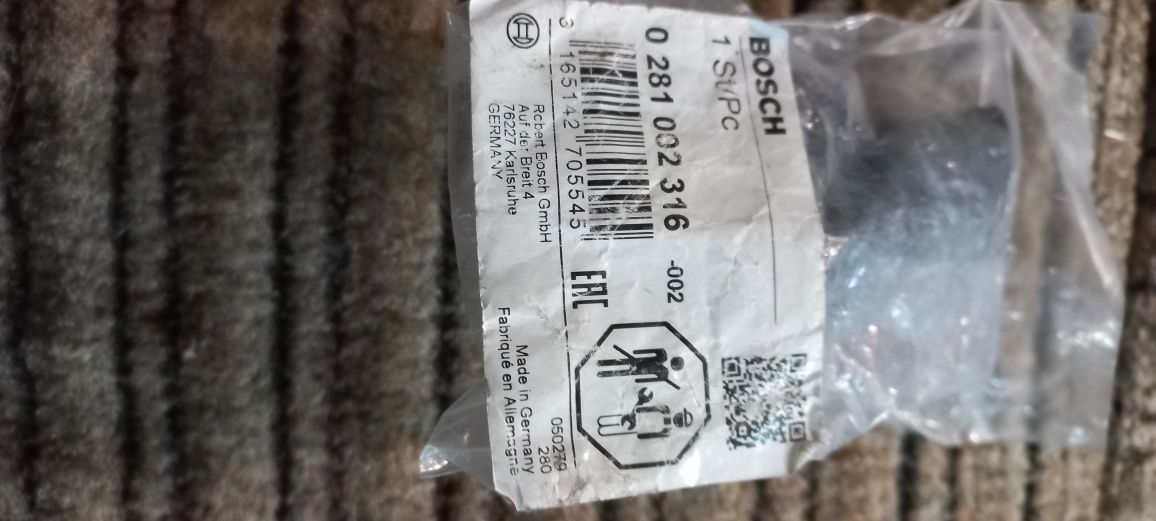 BOSCH
1 St/Pc
0 281 002 316 -002
3 165142 705545
EAC
Robert Bosch GmbH
Auf der Breit 4
76227 Karlsruhe
GERMANY
050279
280
Made in Germany
Fabriqué en Allemagne